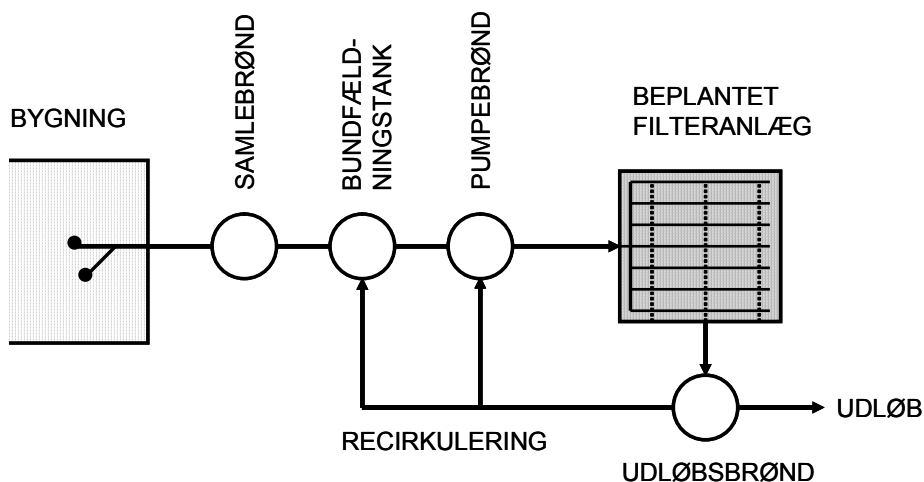 BYGNING
SAMLEBRØND
BUNDFÆLD-
NINGSTANK
PUMPEBRØND
BEPLANTET
FILTERANLÆG
RECIRKULERING
UDLØB
UDLØBSBRØND